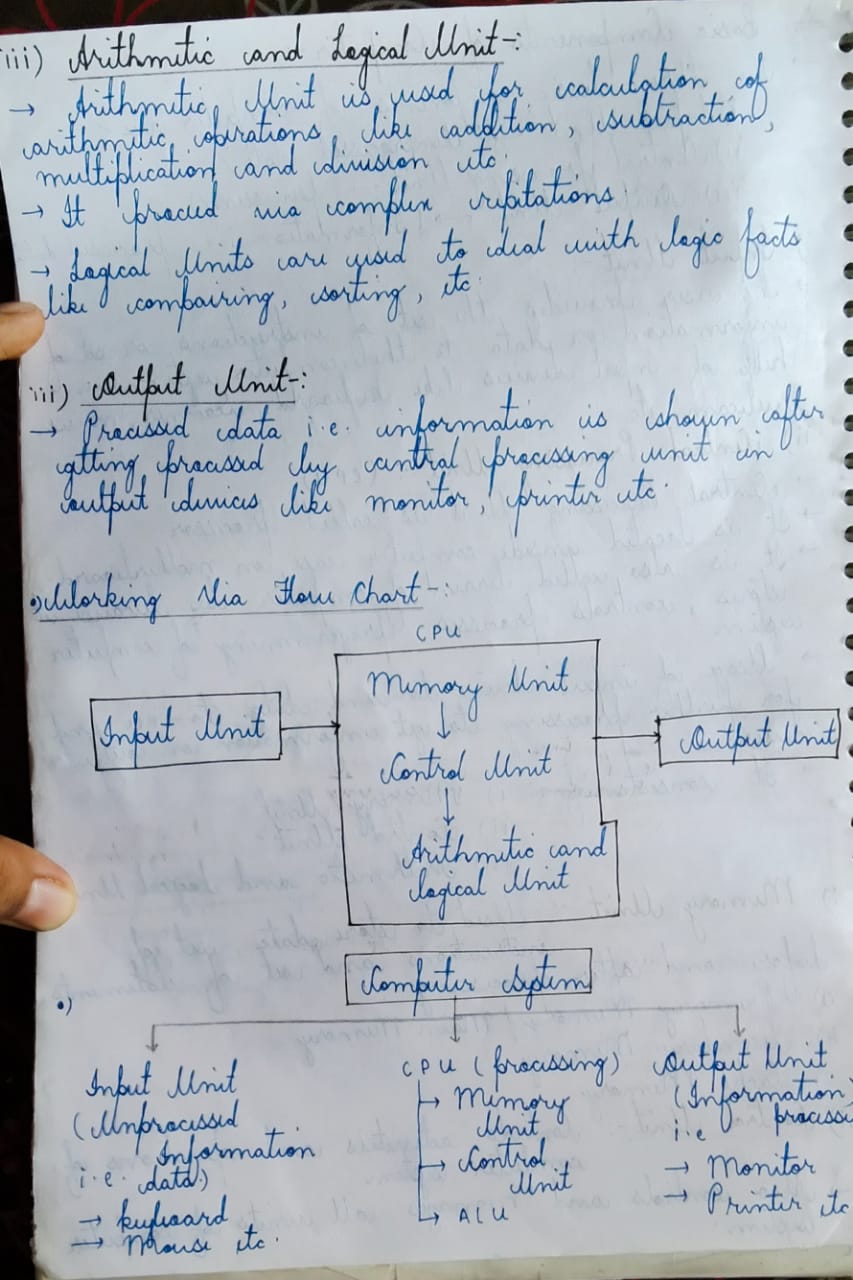 iii) Arithmetic and Logical Unit-:
→ Arithmetic Unit is used for calculation of
arithmetic operations like addition, subtraction,
multiplication and division etc.
→ It proced via complex repitations.
→ Logical Units are used to deal with logic facts
like compairing, sorting, etc.
iii) Output Unit-:
→ Processed data i.e. information is shown after
getting processed by central processing unit in
output devices like monitor, printer etc.
•) Working Via Flow Chart-:
CPU
Memory Unit
↓
Input Unit → Control Unit → Output Unit
↓
Arithmetic and
logical Unit
Computer System
•)
Input Unit
(Unprocessed
Information
i.e. data)
→ keyboard
→ Mouse etc.
CPU (processing)
→ Memory
Unit
→ Control
Unit
→ ALU
Output Unit
(Information)
i.e
→ Monitor
→ Printer etc